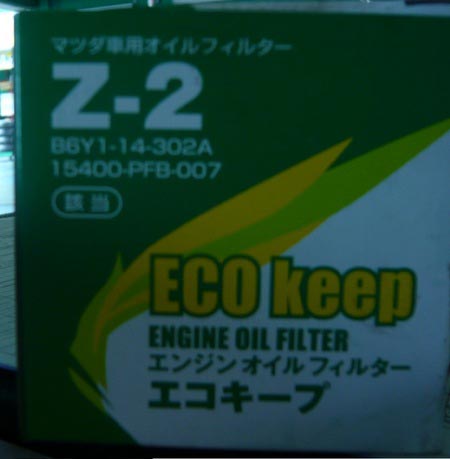 マツダ車用オイルフィルター
Z-2
B6Y1-14-302A
15400-PFB-007
該当
ECO keep
ENGINE OIL FILTER
エンジンオイルフィルター
エコキープ